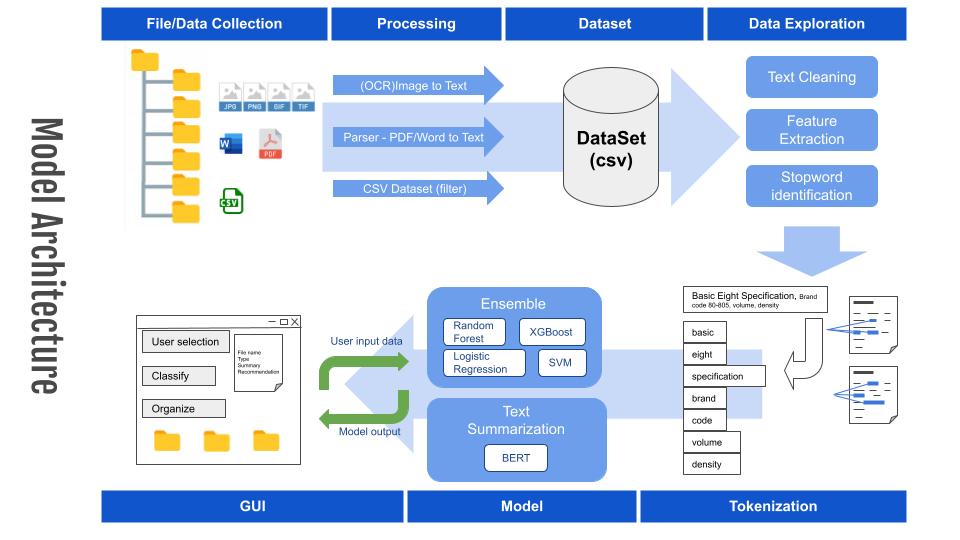 Model Architecture
File/Data Collection
Processing
Dataset
Data Exploration
JPG
PNG
GIF
TIF
W
PDF
CSV
(OCR)Image to Text
Parser - PDF/Word to Text
CSV Dataset (filter)
DataSet
(csv)
Text Cleaning
Feature
Extraction
Stopword
identification
Basic Eight Specification, Brand
code 80-805, volume, density
basic
eight
specification
brand
code
volume
density
Ensemble
Random
Forest
XGBoost
Logistic
Regression
SVM
Text
Summarization
BERT
User input data
Model output
User selection
Classify
Organize
File name
Type
Summary
Recommendation
GUI
Model
Tokenization